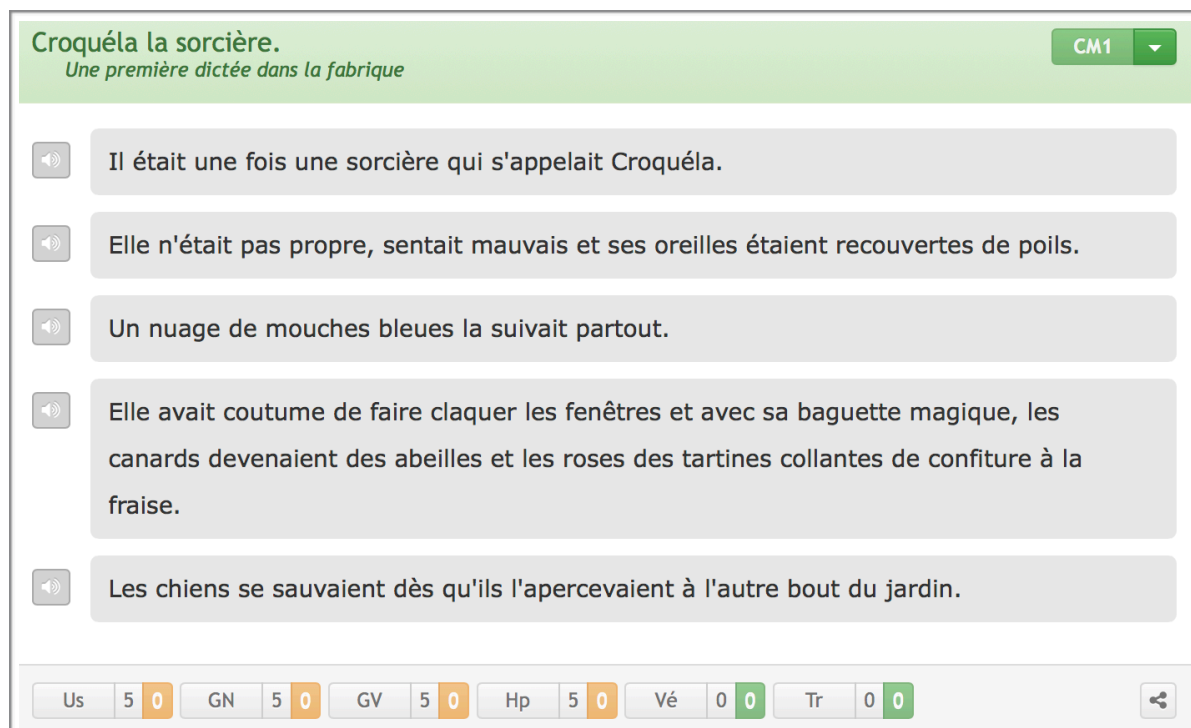 Croquéla la sorcière.
CM1
Une première dictée dans la fabrique
Il était une fois une sorcière qui s'appelait Croquéla.
Elle n'était pas propre, sentait mauvais et ses oreilles étaient recouvertes de poils.
Un nuage de mouches bleues la suivait partout.
Elle avait coutume de faire claquer les fenêtres et avec sa baguette magique, les
canards devenaient des abeilles et les roses des tartines collantes de confiture à la
fraise.
Les chiens se sauvaient dès qu'ils l'apercevaient à l'autre bout du jardin.
Us 5 0 GN 5 0 GV 5 0 Hp 5 0 Vé 0 0 Tr 0 0